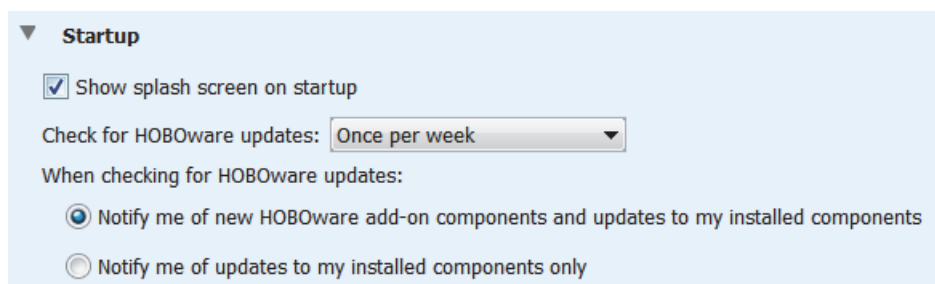 Startup
Show splash screen on startup
Check for HOBOware updates: Once per week
When checking for HOBOware updates:
Notify me of new HOBOware add-on components and updates to my installed components
Notify me of updates to my installed components only